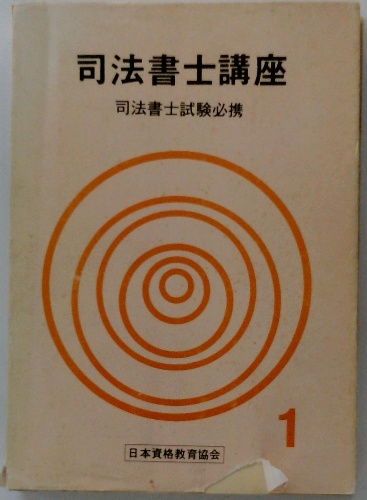 司法書士講座
司法書士試験必携
1
日本資格教育協会